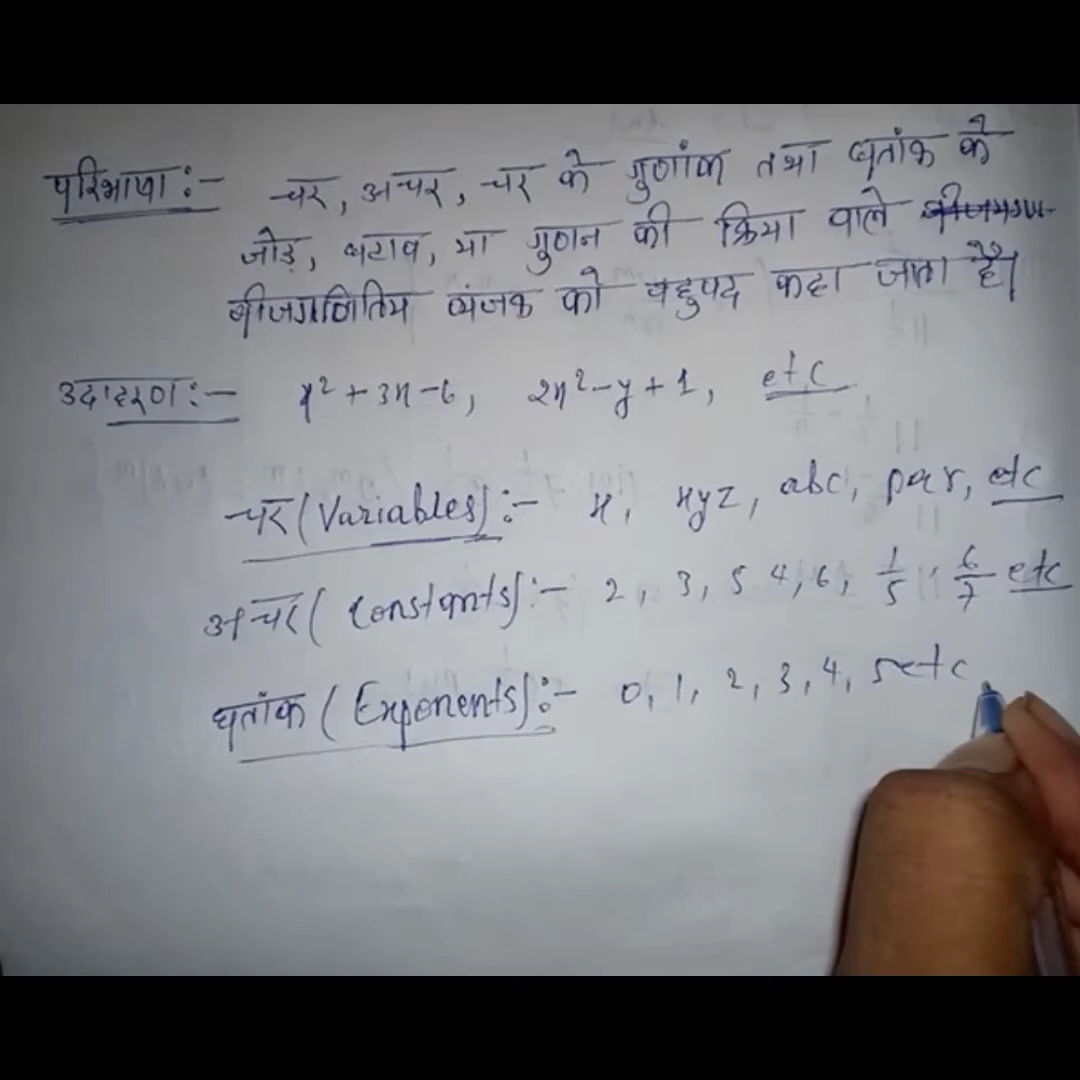 परिभाषा :- चर, अचर, चर के गुणांक तथा घतांक के
जोड़, घटाव, या गुणन की क्रिया वाले
बीजगणितिय व्यंजक को बहुपद कहा जाता है।
उदाहरण :- x² + 3x - 6, 2x² - y + 1, etc
चर (Variables) :- x, xyz, abc, pqr, etc
अचर (Constants) :- 2, 3, 5 4, 6, 1/5, 6/7 etc
घतांक (Exponents) :- 0, 1, 2, 3, 4, 5 etc